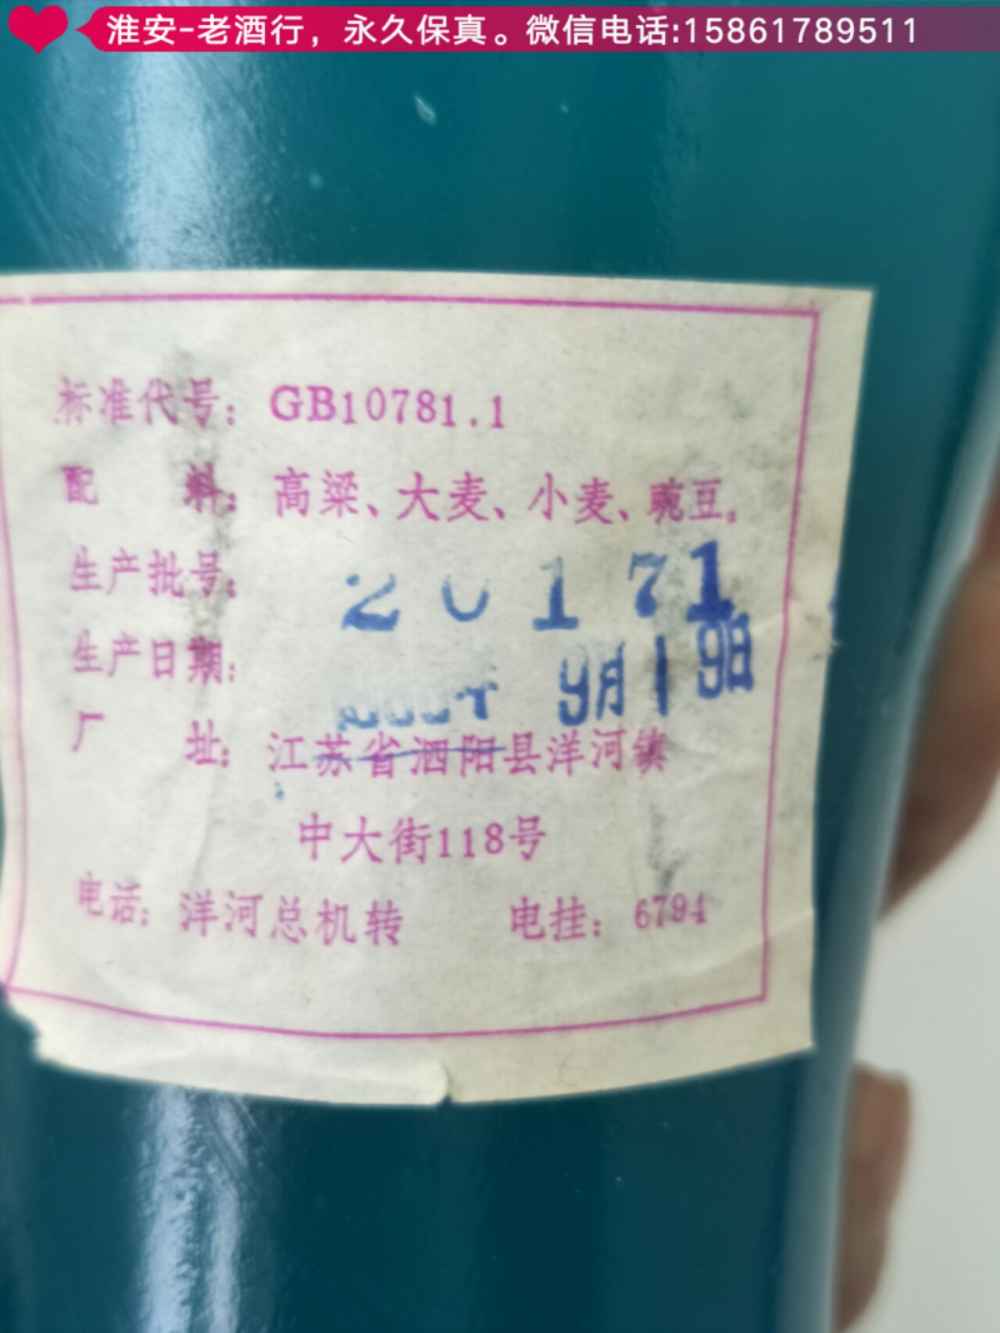 淮安-老酒行，永久保真。微信电话:15861789511
标准代号：GB10781.1
配 料：高粱、大麦、小麦、豌豆。
生产批号：20171
生产日期： 9月19日
厂 址：江苏省泗阳县洋河镇
中大街118号
电话：洋河总机转 电挂：6794